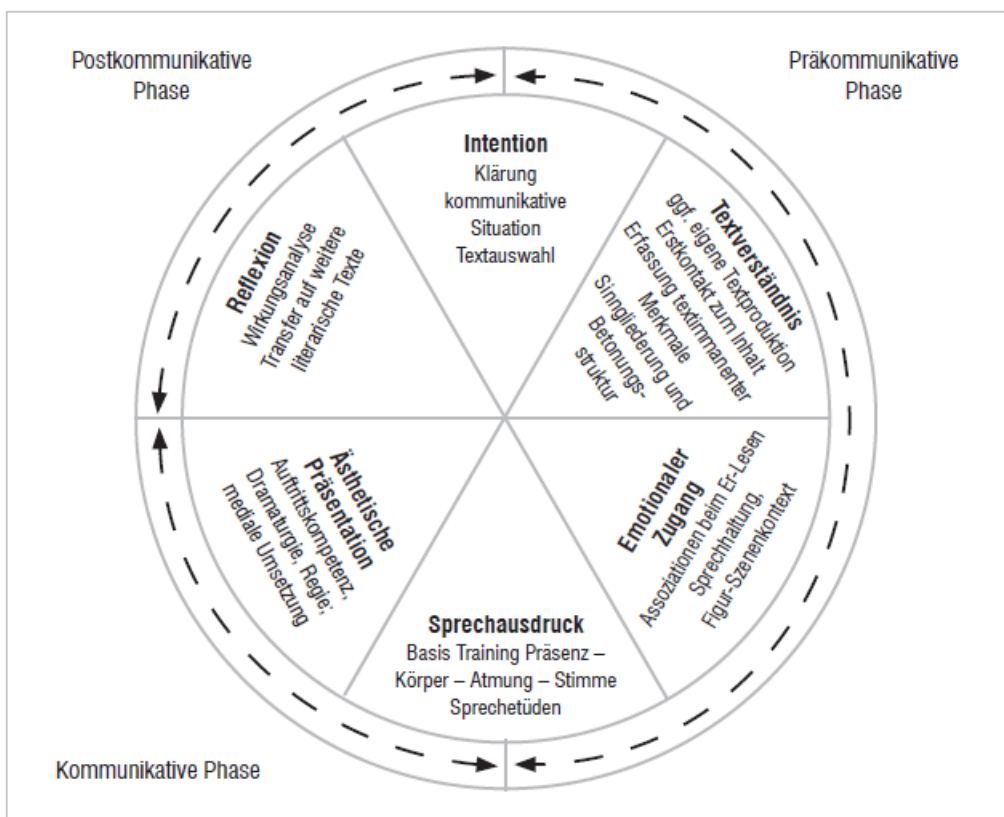 Postkommunikative
Phase
Präkommunikative
Phase
Intention
Klärung
kommunikative
Situation
Textauswahl
Textverständnis
ggf. eigene Textproduktion
Erstkontakt zum Inhalt
Erfassung textimmanenter
Merkmale
Sinngliederung und
Betonungs-
struktur
Emotionaler
Zugang
Assoziationen beim Er-Lesen
Sprechhaltung,
Figur-Szenenkontext
Sprechausdruck
Basis Training Präsenz –
Körper – Atmung – Stimme
Sprechetüden
Ästhetische
Präsentation
Auftrittskompetenz,
Dramaturgie, Regie;
mediale Umsetzung
Reflexion
Wirkungsanalyse
Transfer auf weitere
literarische Texte
Kommunikative Phase